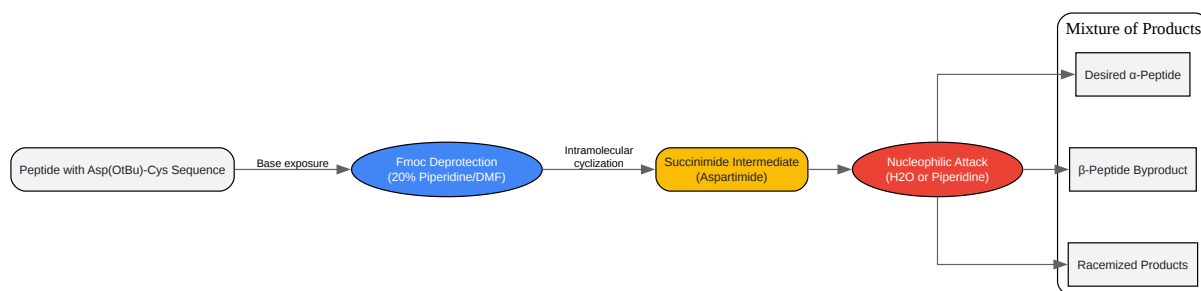 Mixture of Products
Desired α-Peptide
Peptide with Asp(OtBu)-Cys Sequence
Base exposure
Fmoc Deprotection
(20% Piperidine/DMF)
Intramolecular
cyclization
Succinimide Intermediate
(Aspartimide)
Nucleophilic Attack
(H2O or Piperidine)
β-Peptide Byproduct
Racemized Products